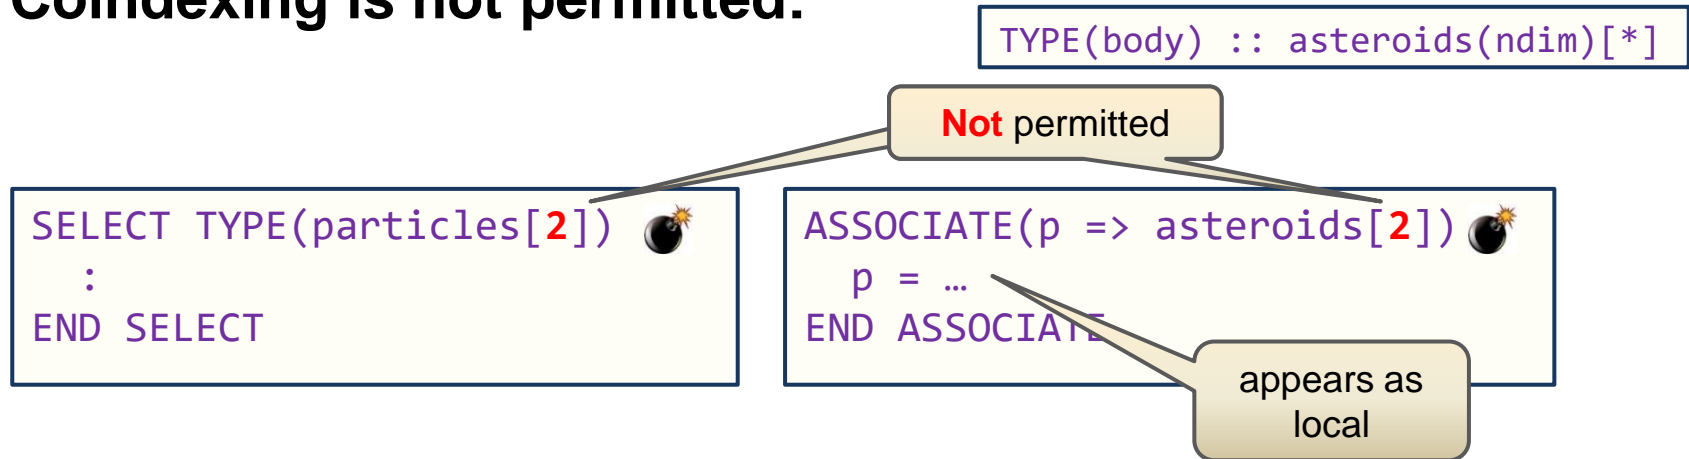 Coindexing is not permitted:
TYPE(body) :: asteroids(ndim)[*]
Not permitted
SELECT TYPE(particles[2])
:
END SELECT
ASSOCIATE(p => asteroids[2])
p = …
END ASSOCIATE
appears as
local